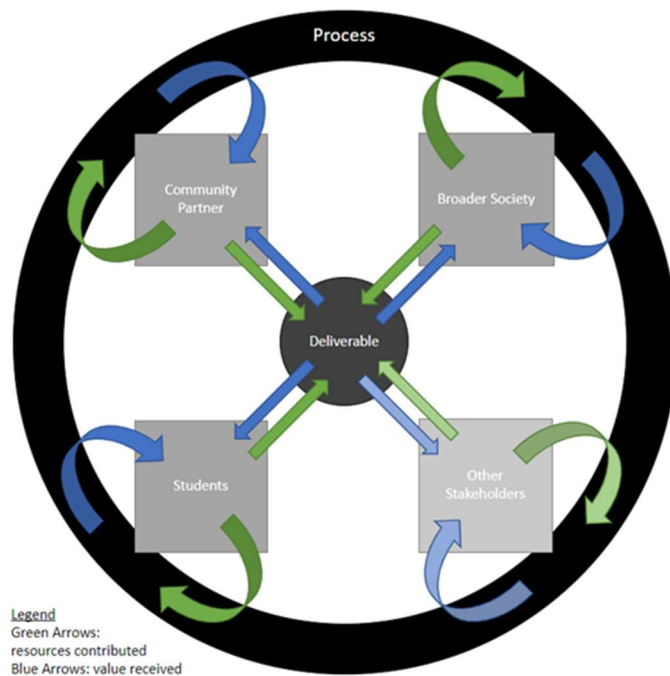 Process
Community
Partner
Broader Society
Deliverable
Students
Other
Stakeholders
Legend
Green Arrows:
resources contributed
Blue Arrows: value received